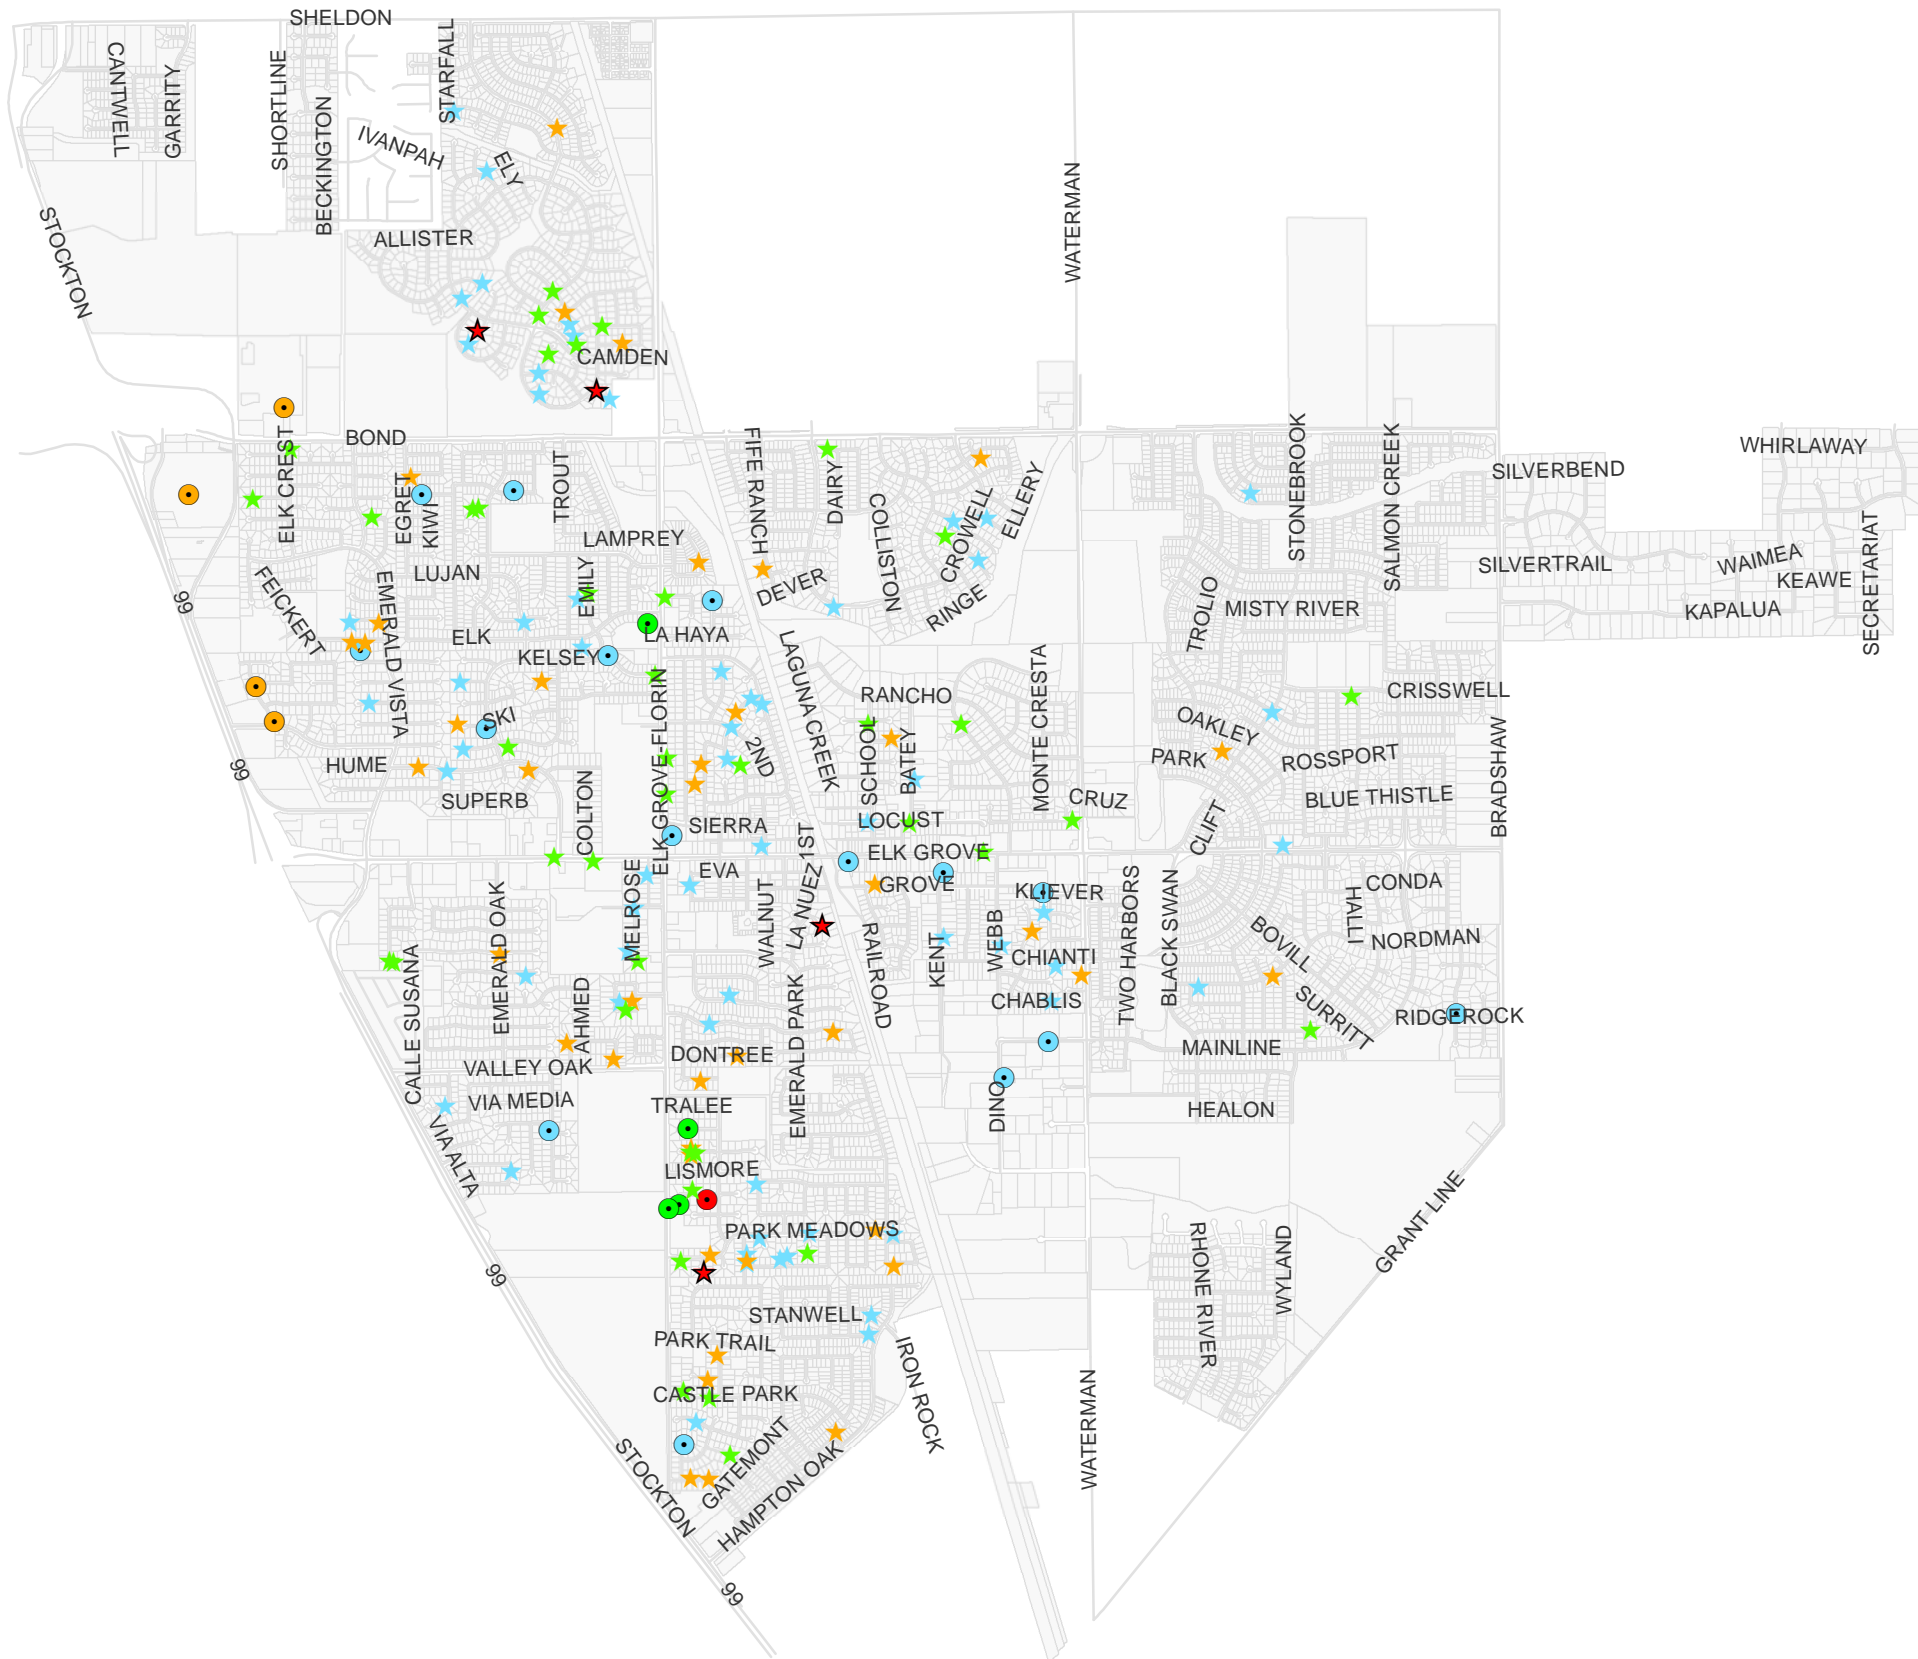 SHELDON
CANTWELL
GARRITY
SHORTLINE
BECKINGTON
STARFALL
IVANPAH
ELY
ALLISTER
STOCKTON
WATERMAN
CAMDEN
BOND
ELK CREST
EGRET
KIWI
TROUT
LAMPREY
LUJAN
EMILY
FIFE RANCH
DAIRY
COLLISTON
CROWELL
ELLERY
DEVER
RINGE
STONEBROOK
SALMON CREEK
SILVERBEND
WHIRLAWAY
SILVERTRAIL
WAIMEA
KEAWE
KAPALUA
SECRETARIAT
99
FEICKERT
EMERALD VISTA
ELK
KELSEY
LA HAYA
TROLIO
MISTY RIVER
LAGUNA CREEK
RANCHO
MONTE CRESTA
CRISSWELL
OAKLEY
PARK
ROSSPORT
BLUE THISTLE
BRADSHAW
SKI
HUME
99
SUPERB
COLTON
ELK GROVE-FLORIN
2ND
SIERRA
SCHOOL
BATEY
LOCUST
CRUZ
CLIFT
ELK GROVE
GROVE
EVA
1ST
LA NUEZ
WALNUT
MELROSE
KLIEVER
TWO HARBORS
BLACK SWAN
CONDA
HALLI
NORDMAN
BOVILL
SURRITT
RIDGEROCK
EMERALD OAK
CALLE SUSANA
AHMED
RAILROAD
KENT
WEBB
CHIANTI
CHABLIS
EMERALD PARK
DONTREE
VALLEY OAK
VIA MEDIA
VIA ALTA
TRALEE
LISMORE
DINO
MAINLINE
HEALON
PARK MEADOWS
GRANT LINE
RHONE RIVER
WYLAND
99
STANWELL
PARK TRAIL
CASTLE PARK
IRON ROCK
WATERMAN
GATEMONT
HAMPTON OAK
STOCKTON
99